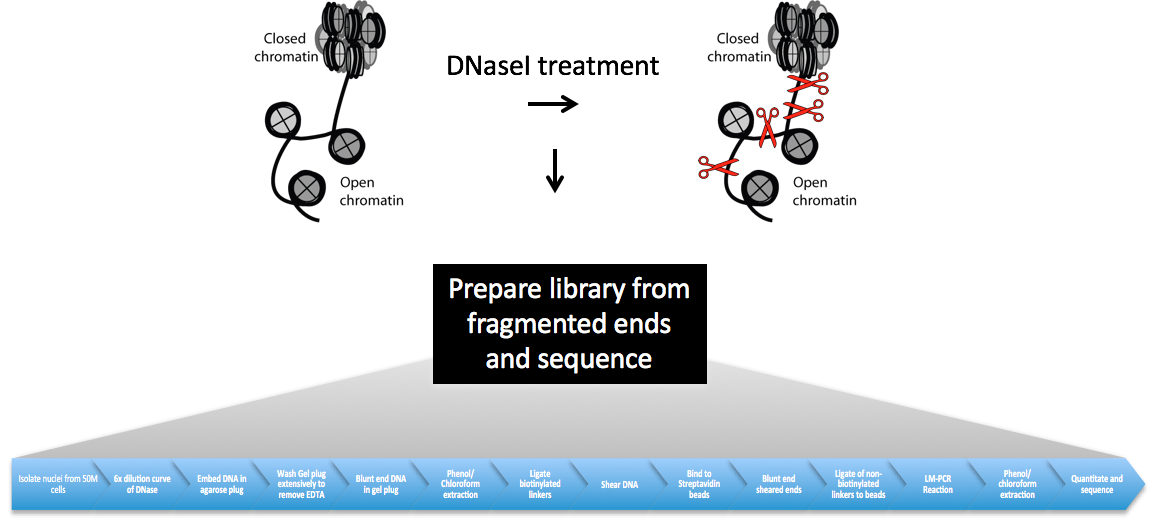 Closed
chromatin
DNaseI treatment
Closed
chromatin
Open
chromatin
Open
chromatin
Prepare library from
fragmented ends
and sequence
Isolate nuclei from 50M
cells
6x dilution curve
of DNase
Embed DNA in
agarose plug
Wash Gel plug
extensively to
remove EDTA
Blunt end DNA
in gel plug
Phenol/
Chloroform
extraction
Ligate
biotinylated
linkers
Shear DNA
Bind to
Streptavidin
beads
Blunt end
sheared ends
Ligate of non-
biotinylated
linkers to beads
LM-PCR
Reaction
Phenol/
chloroform
extraction
Quantitate and
sequence